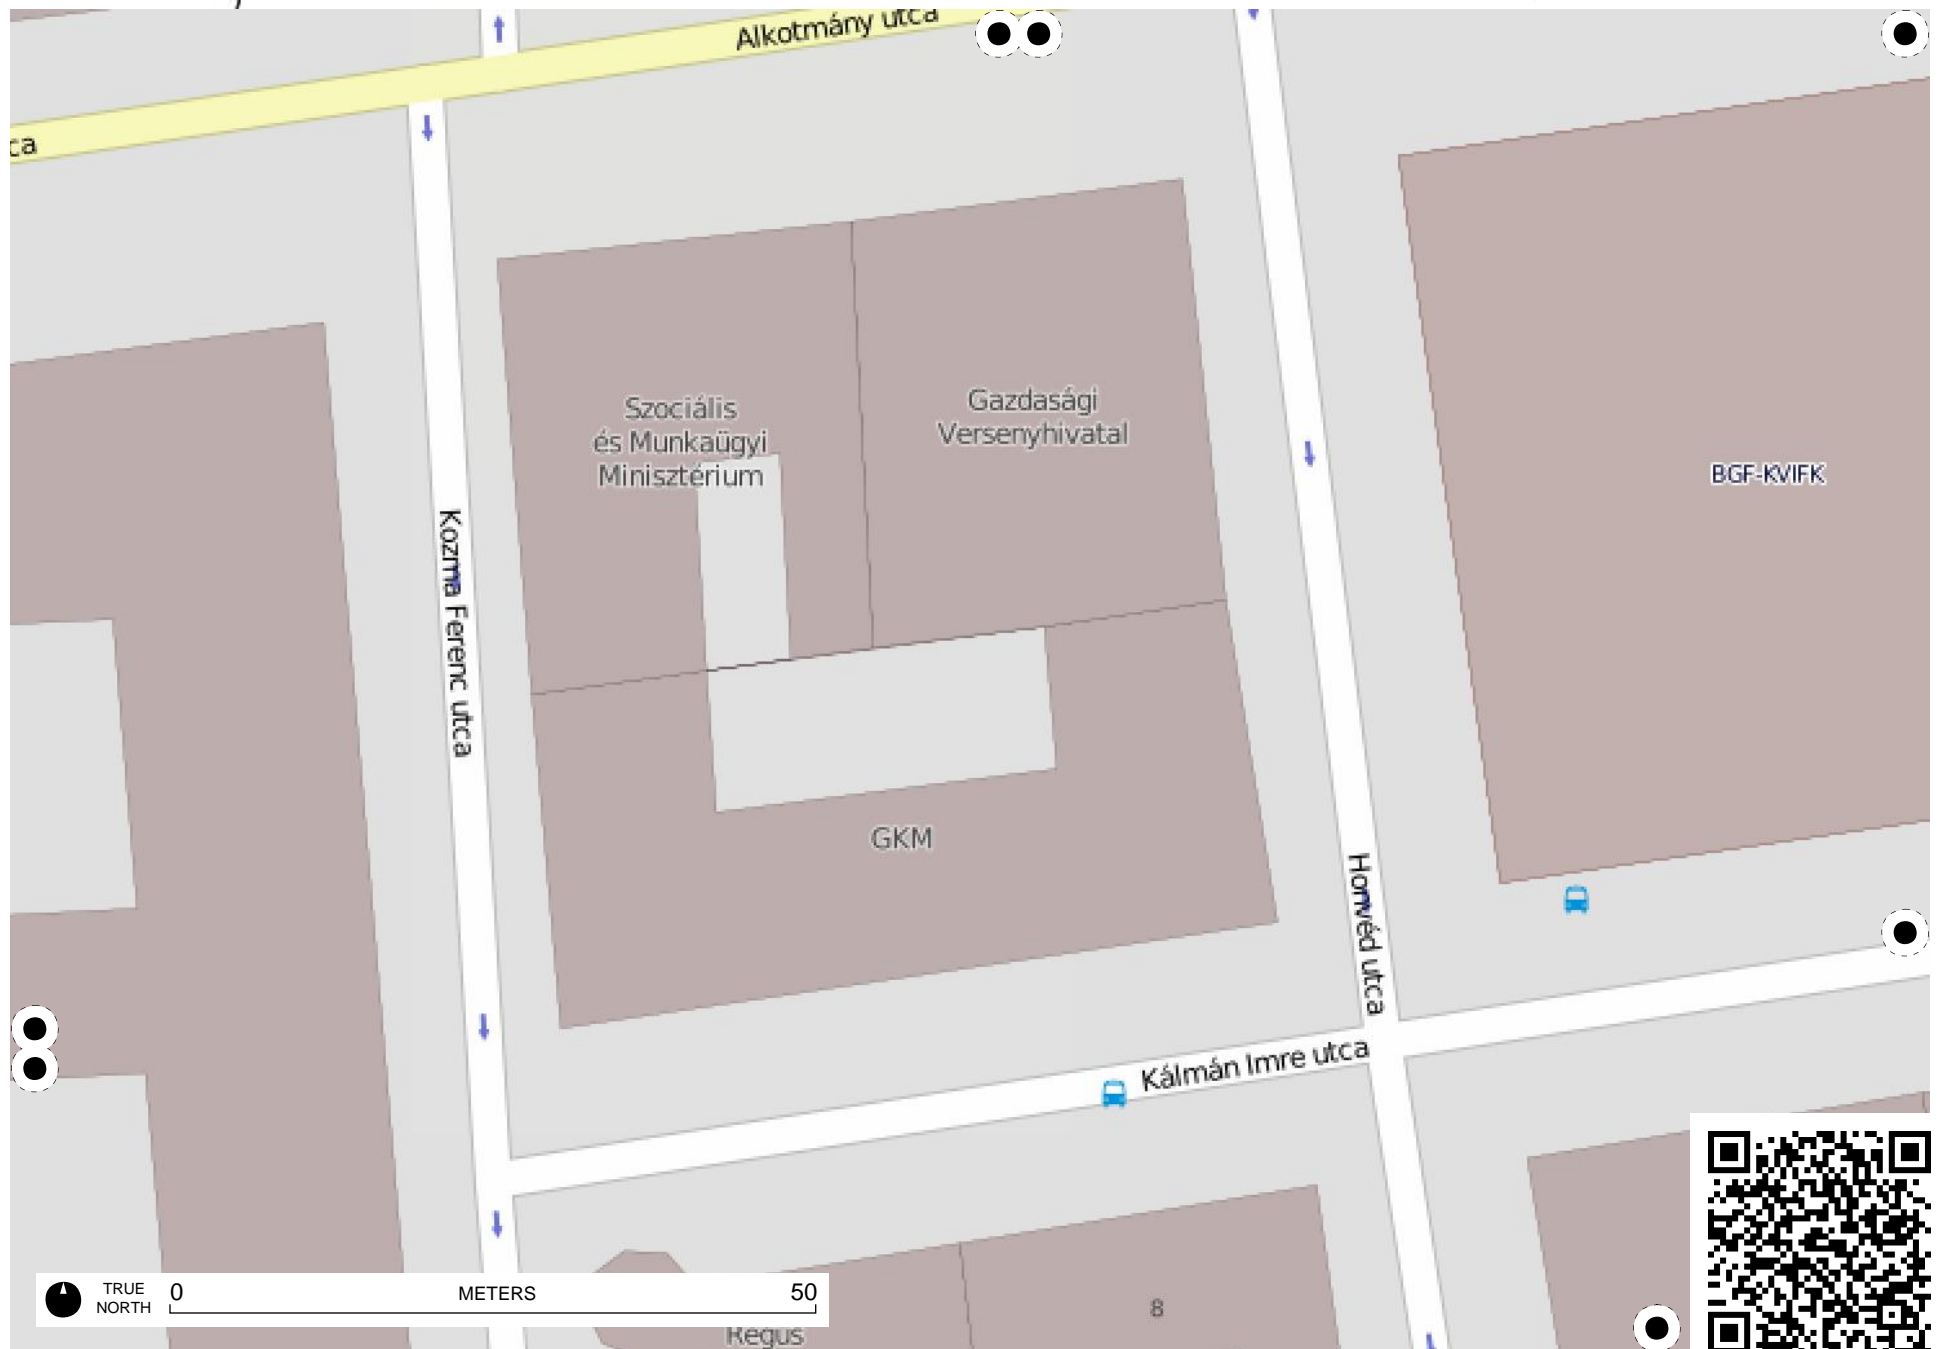 Alkotmány utca
ca
Szociális
és Munkaügyi
Minisztérium
Gazdasági
Versenyhivatal
BGF-KVIFK
Kozma Ferenc utca
GKM
Honvéd utca
Kálmán Imre utca
TRUE
NORTH
0 METERS 50
8
Regus